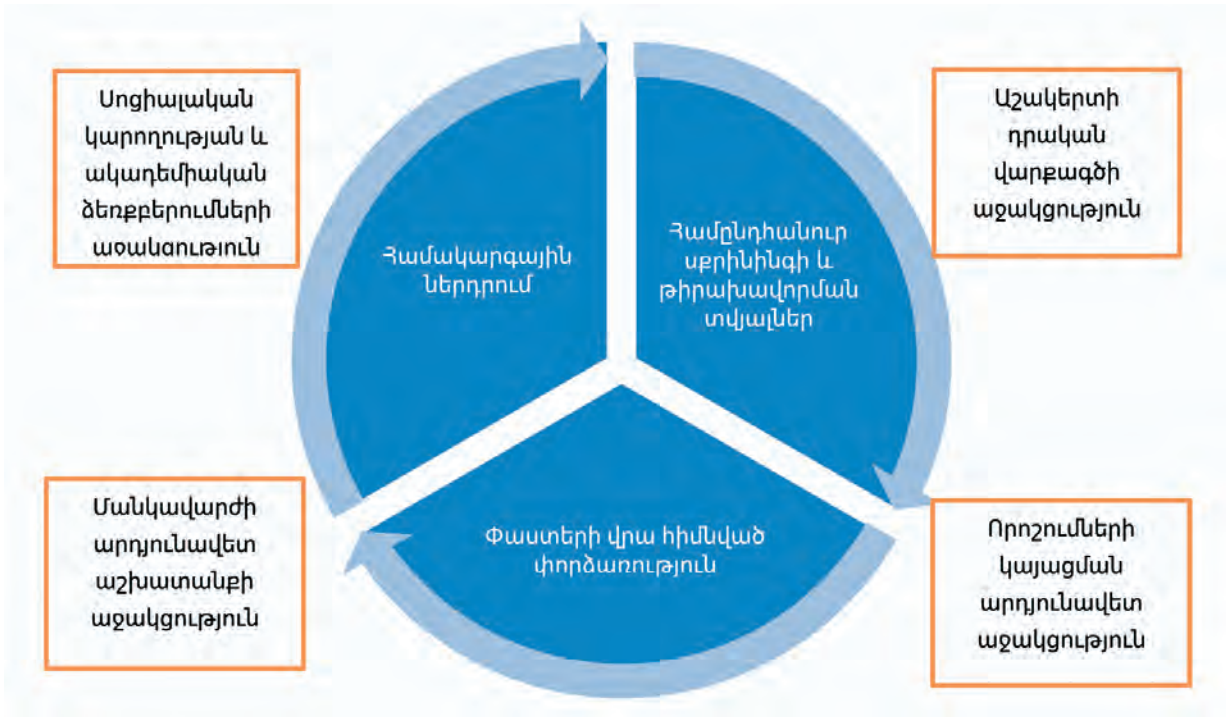 Սոցիալական
կարողության և
ակադեմիական
ձեռքբերումների
աջակցություն
Աշակերտի
դրական
վարքագծի
աջակցություն
Համակարգային
ներդրում
Համընդհանուր
սքրինինգի և
թիրախավորման
տվյալներ
Փաստերի վրա հիմնված
փորձառություն
Մանկավարժի
արդյունավետ
աշխատանքի
աջակցություն
Որոշումների
կայացման
արդյունավետ
աջակցություն